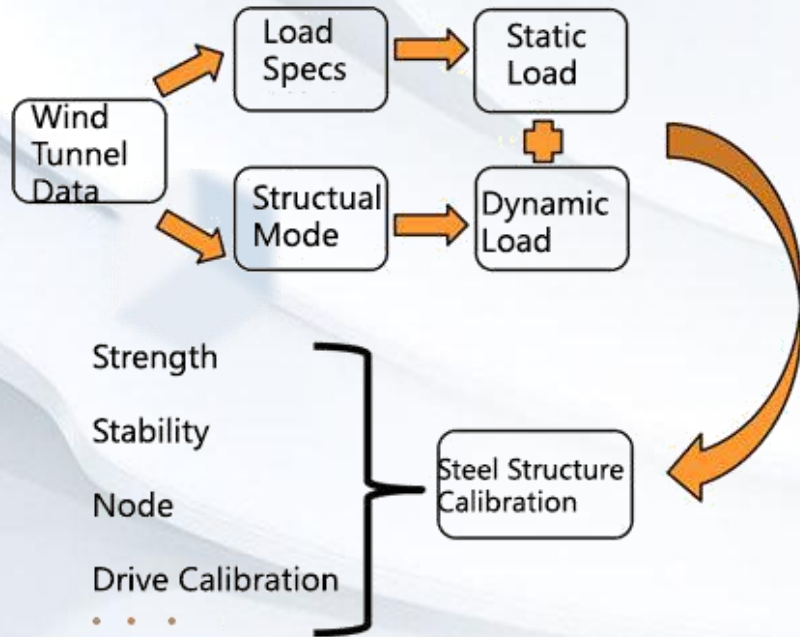 Load
Specs
Static
Load
Wind
Tunnel
Data
Structual
Mode
Dynamic
Load
Strength
Stability
Node
Drive Calibration
Steel Structure
Calibration